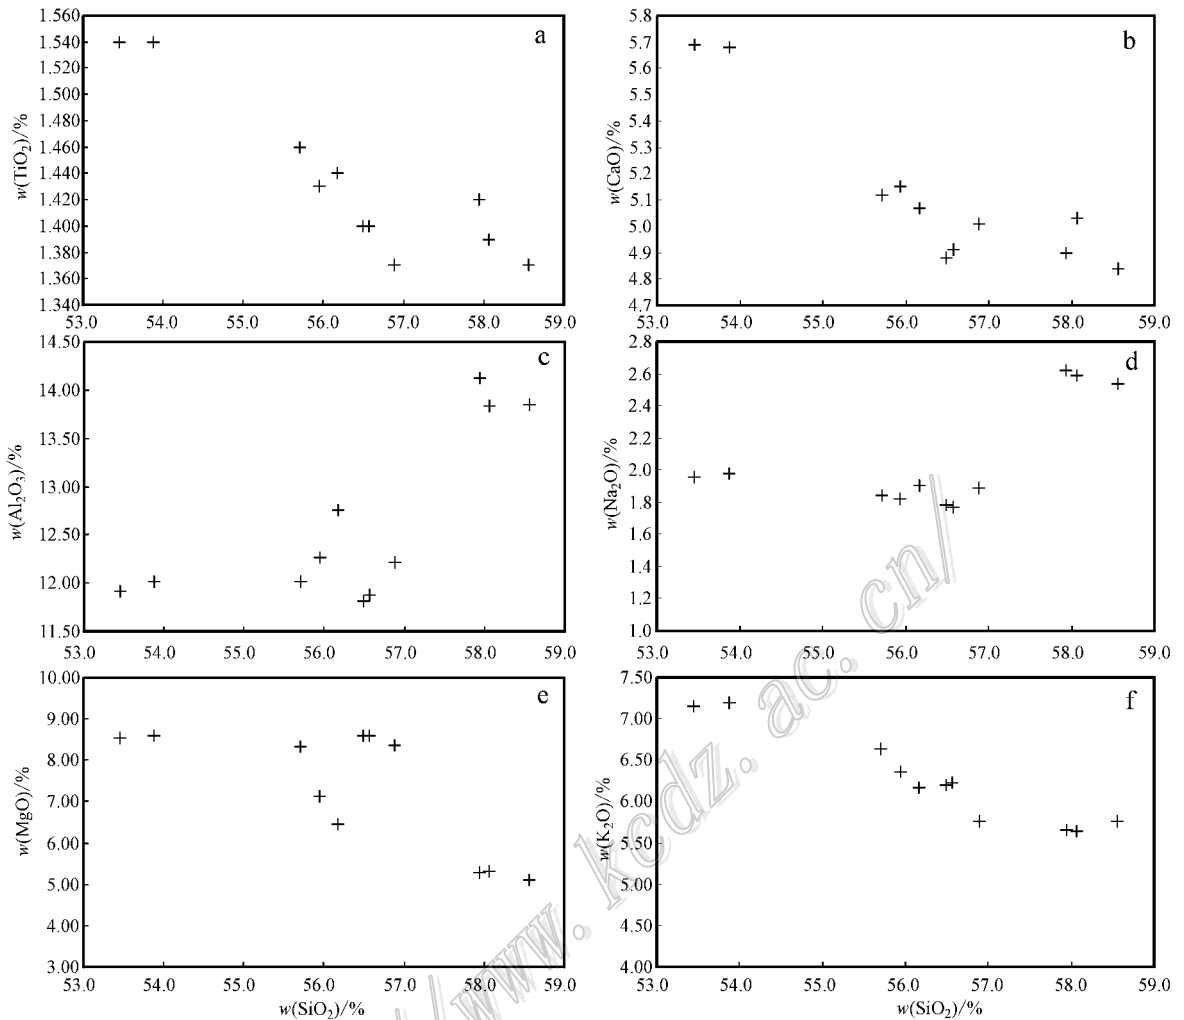 a
w(TiO₂)/%
1.560
1.540
1.520
1.500
1.480
1.460
1.440
1.420
1.400
1.380
1.360
1.340
53.0 54.0 55.0 56.0 57.0 58.0 59.0
b
w(CaO)/%
5.8
5.7
5.6
5.5
5.4
5.3
5.2
5.1
5.0
4.9
4.8
4.7
53.0 54.0 55.0 56.0 57.0 58.0 59.0
c
w(Al₂O₃)/%
14.50
14.00
13.50
13.00
12.50
12.00
11.50
53.0 54.0 55.0 56.0 57.0 58.0 59.0
d
w(Na₂O)/%
2.8
2.6
2.4
2.2
2.0
1.8
1.6
1.4
1.2
1.0
53.0 54.0 55.0 56.0 57.0 58.0 59.0
e
w(MgO)/%
10.00
9.00
8.00
7.00
6.00
5.00
4.00
3.00
53.0 54.0 55.0 56.0 57.0 58.0 59.0
w(SiO₂)/%
f
w(K₂O)/%
7.50
7.00
6.50
6.00
5.50
5.00
4.50
4.00
53.0 54.0 55.0 56.0 57.0 58.0 59.0
w(SiO₂)/%
//www.kcdz.ac.cn/